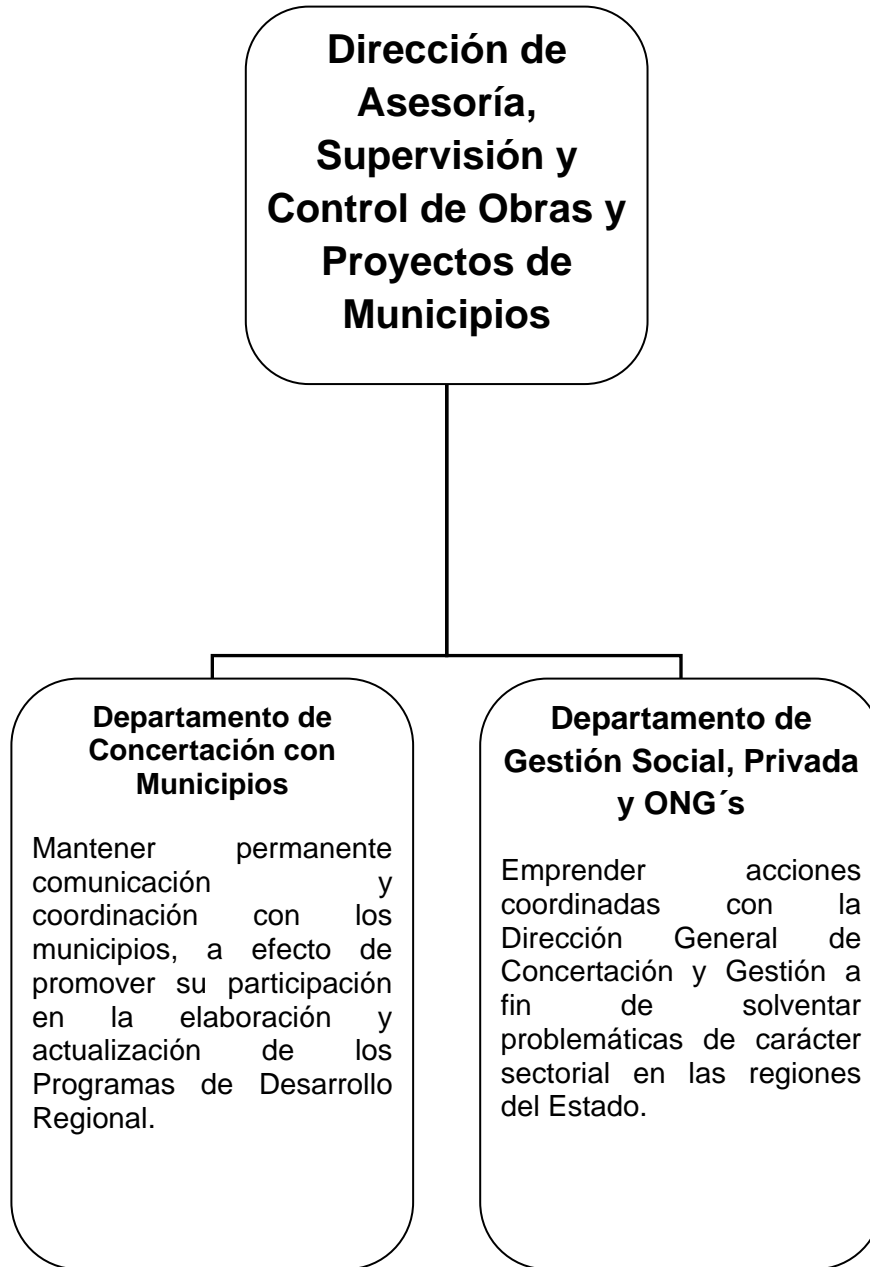 Dirección de
Asesoría,
Supervisión y
Control de Obras y
Proyectos de
Municipios
Departamento de
Concertación con
Municipios
Mantener permanente
comunicación y
coordinación con los
municipios, a efecto de
promover su participación
en la elaboración y
actualización de los
Programas de Desarrollo
Regional.
Departamento de
Gestión Social, Privada
y ONG´s
Emprender acciones
coordinadas con la
Dirección General de
Concertación y Gestión a
fin de solventar
problemáticas de carácter
sectorial en las regiones
del Estado.